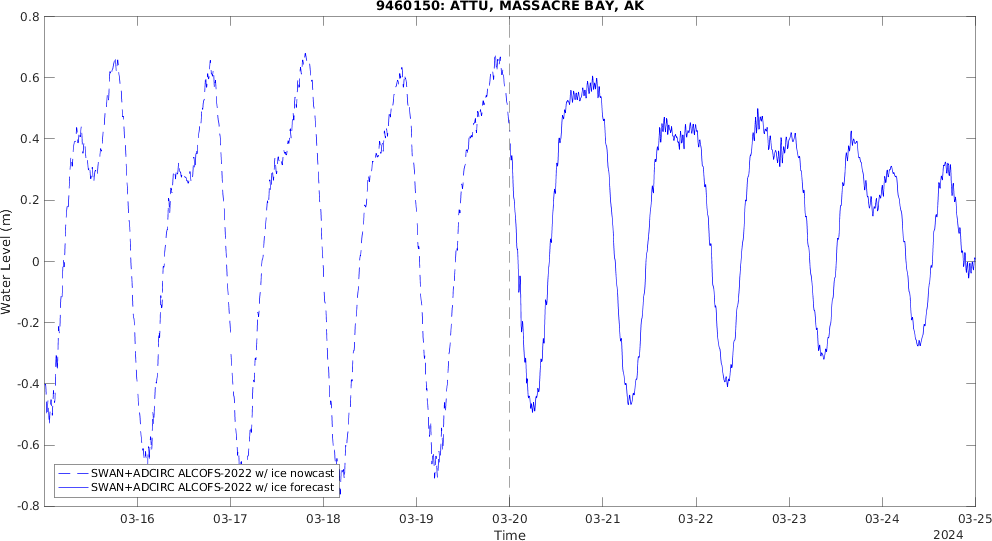 9460150: ATTU, MASSACRE BAY, AK
Water Level (m)
0.8
0.6
0.4
0.2
0
-0.2
-0.4
-0.6
-0.8
SWAN+ADCIRC ALCOFS-2022 w/ ice nowcast
SWAN+ADCIRC ALCOFS-2022 w/ ice forecast
03-16 03-17 03-18 03-19 03-20 03-21 03-22 03-23 03-24 03-25
Time
2024